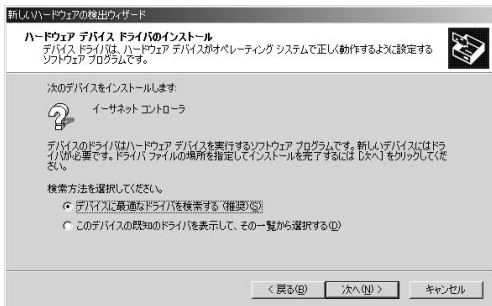 新しいハードウェアの検出ウィザード
ハードウェア デバイス ドライバのインストール
デバイス ドライバは、ハードウェア デバイスがオペレーティング システムで正しく動作するように設定する
ソフトウェア プログラムです。
次のデバイスをインストールします:
イーサネット コントローラ
デバイスのドライバはハードウェア デバイスを実行するソフトウェア プログラムです。新しいデバイスにはドラ
イバが必要です。ドライバ ファイルの場所を指定してインストールを完了するには [次へ] をクリックしてくだ
さい。
検索方法を選択してください。
デバイスに最適なドライバを検索する (推奨)(S)
このデバイスの既知のドライバを表示して、その一覧から選択する(D)
< 戻る(B)
次へ(N) >
キャンセル